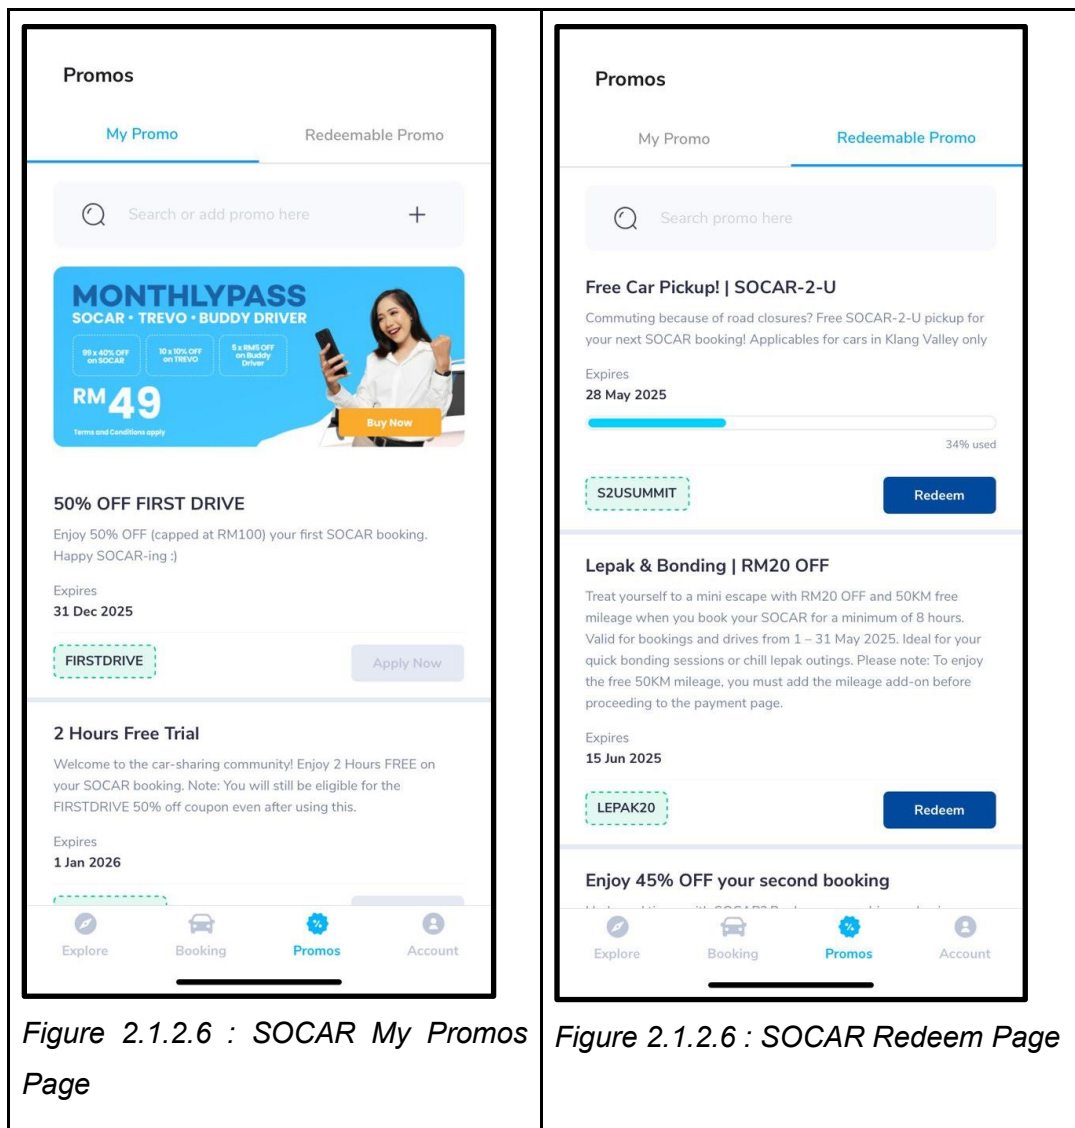 Promos
My Promo
Redeemable Promo
Search or add promo here
MONTHLYPASS
SOCAR • TREVO • BUDDY DRIVER
99 x 40% OFF
on SOCAR
10 x 10% OFF
on TREVO
5 x RM5 OFF
on Buddy
Driver
RM49
Terms and Conditions apply
Buy Now
50% OFF FIRST DRIVE
Enjoy 50% OFF (capped at RM100) your first SOCAR booking.
Happy SOCAR-ing :)
Expires
31 Dec 2025
FIRSTDRIVE
Apply Now
2 Hours Free Trial
Welcome to the car-sharing community! Enjoy 2 Hours FREE on
your SOCAR booking. Note: You will still be eligible for the
FIRSTDRIVE 50% off coupon even after using this.
Expires
1 Jan 2026
Explore
Booking
Promos
Account
Figure 2.1.2.6 : SOCAR My Promos
Page
Promos
My Promo
Redeemable Promo
Search promo here
Free Car Pickup! | SOCAR-2-U
Commuting because of road closures? Free SOCAR-2-U pickup for
your next SOCAR booking! Applicables for cars in Klang Valley only
Expires
28 May 2025
34% used
S2USUMMIT
Redeem
Lepak & Bonding | RM20 OFF
Treat yourself to a mini escape with RM20 OFF and 50KM free
mileage when you book your SOCAR for a minimum of 8 hours.
Valid for bookings and drives from 1 – 31 May 2025. Ideal for your
quick bonding sessions or chill lepak outings. Please note: To enjoy
the free 50KM mileage, you must add the mileage add-on before
proceeding to the payment page.
Expires
15 Jun 2025
LEPAK20
Redeem
Enjoy 45% OFF your second booking
Explore
Booking
Promos
Account
Figure 2.1.2.6 : SOCAR Redeem Page